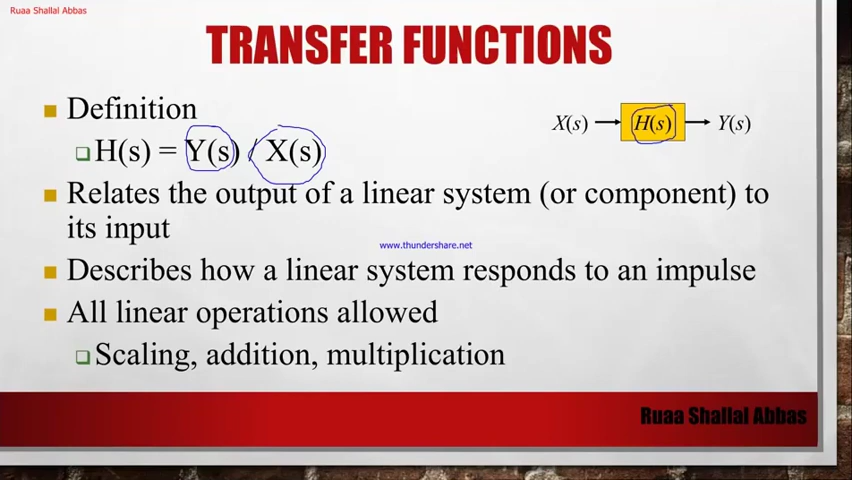 Ruaa Shallal Abbas
TRANSFER FUNCTIONS
Definition
H(s) = Y(s) / X(s)
X(s) H(s) Y(s)
Relates the output of a linear system (or component) to
its input
www.thundershare.net
Describes how a linear system responds to an impulse
All linear operations allowed
Scaling, addition, multiplication
Ruaa Shallal Abbas